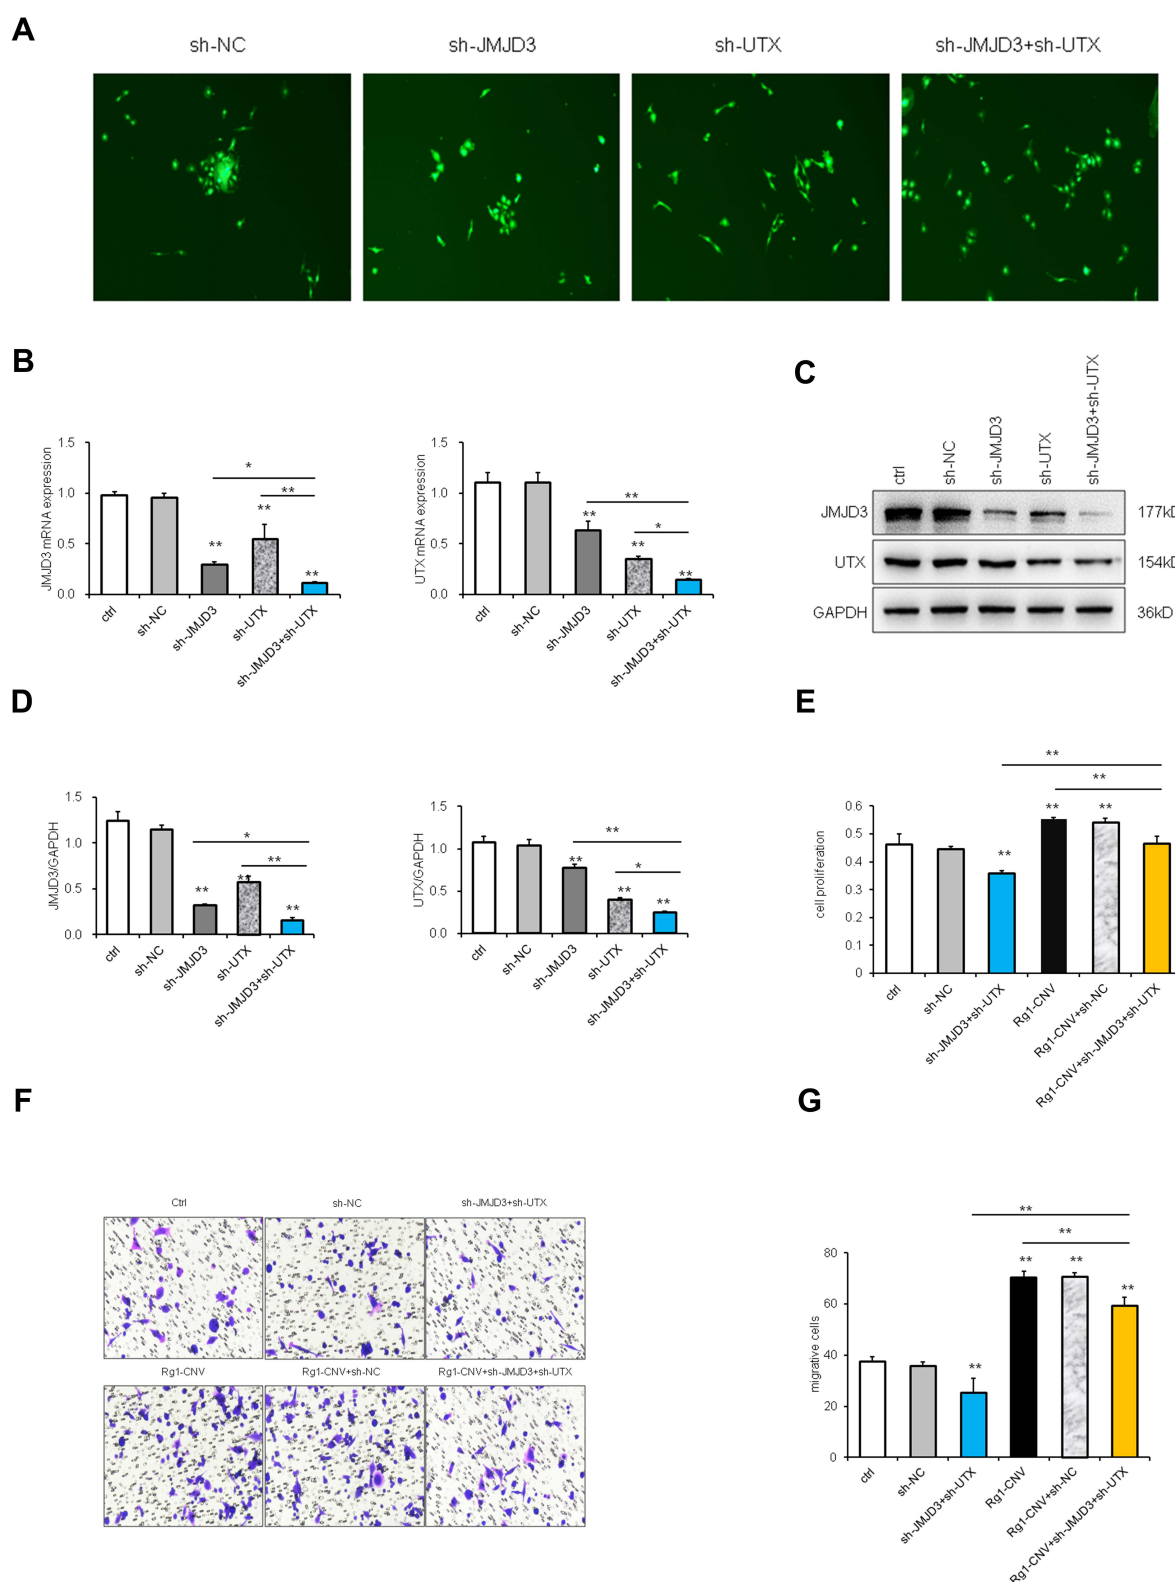 A
sh-NC
sh-JMJD3
sh-UTX
sh-JMJD3+sh-UTX
B
JMJD3 mRNA expression
1.5
1.0
0.5
0.0
*
**
**
**
**
ctrl
sh-NC
sh-JMJD3
sh-UTX
sh-JMJD3+sh-UTX
UTX mRNA expression
1.5
1.0
0.5
0.0
**
*
**
**
**
ctrl
sh-NC
sh-JMJD3
sh-UTX
sh-JMJD3+sh-UTX
C
ctrl
sh-NC
sh-JMJD3
sh-UTX
sh-JMJD3+sh-UTX
JMJD3 177kD
UTX 154kD
GAPDH 36kD
D
JMJD3/GAPDH
1.5
1.0
0.5
0.0
*
**
**
**
**
ctrl
sh-NC
sh-JMJD3
sh-UTX
sh-JMJD3+sh-UTX
UTX/GAPDH
1.5
1.0
0.5
0.0
**
*
**
**
**
ctrl
sh-NC
sh-JMJD3
sh-UTX
sh-JMJD3+sh-UTX
E
cell proliferation
0.6
0.5
0.4
0.3
0.2
0.1
0
**
**
**
**
**
ctrl
sh-NC
sh-JMJD3+sh-UTX
Rg1-CNV
Rg1-CNV+sh-NC
Rg1-CNV+sh-JMJD3+sh-UTX
F
Ctrl
sh-NC
sh-JMJD3+sh-UTX
Rg1-CNV
Rg1-CNV+sh-NC
Rg1-CNV+sh-JMJD3+sh-UTX
G
migrative cells
80
60
40
20
0
**
**
**
**
**
**
ctrl
sh-NC
sh-JMJD3+sh-UTX
Rg1-CNV
Rg1-CNV+sh-NC
Rg1-CNV+sh-JMJD3+sh-UTX